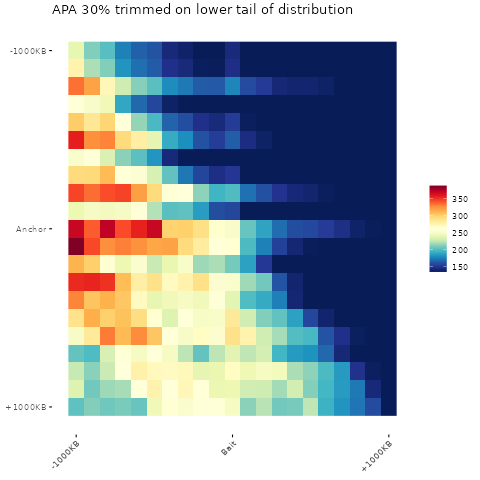 APA 30% trimmed on lower tail of distribution
-1000KB
Anchor
+1000KB
350
300
250
200
150
-1000KB
Bait
+1000KB